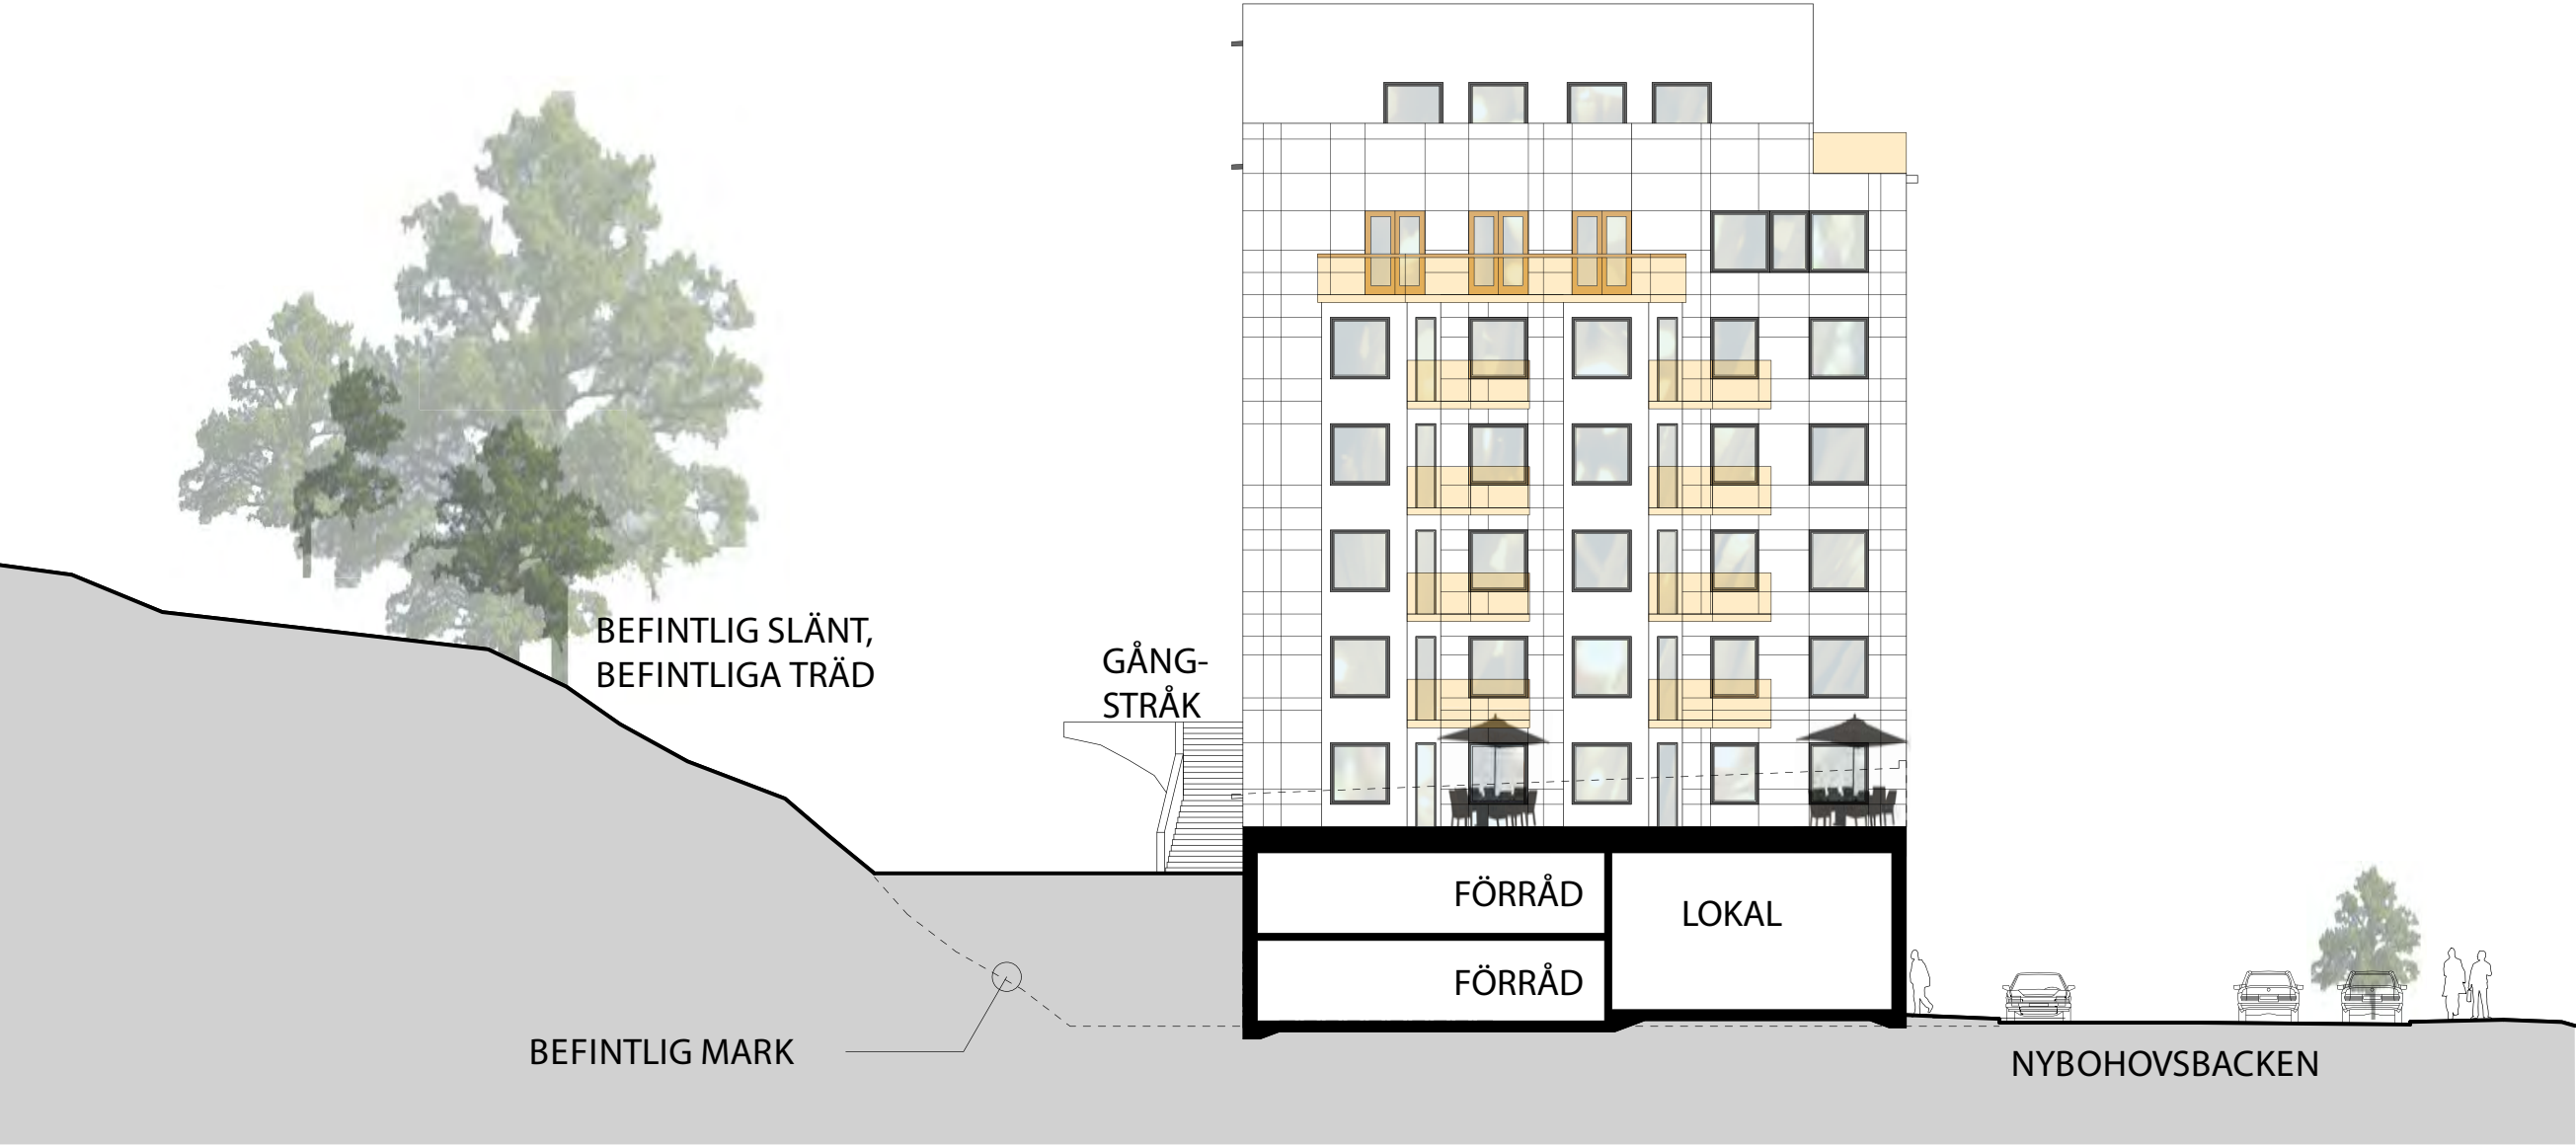 BEFINTLIG SLÄNT,
BEFINTLIGA TRÄD
GÅNG-
STRÅK
FÖRRÅD
LOKAL
FÖRRÅD
BEFINTLIG MARK
NYBOHOVSBACKEN